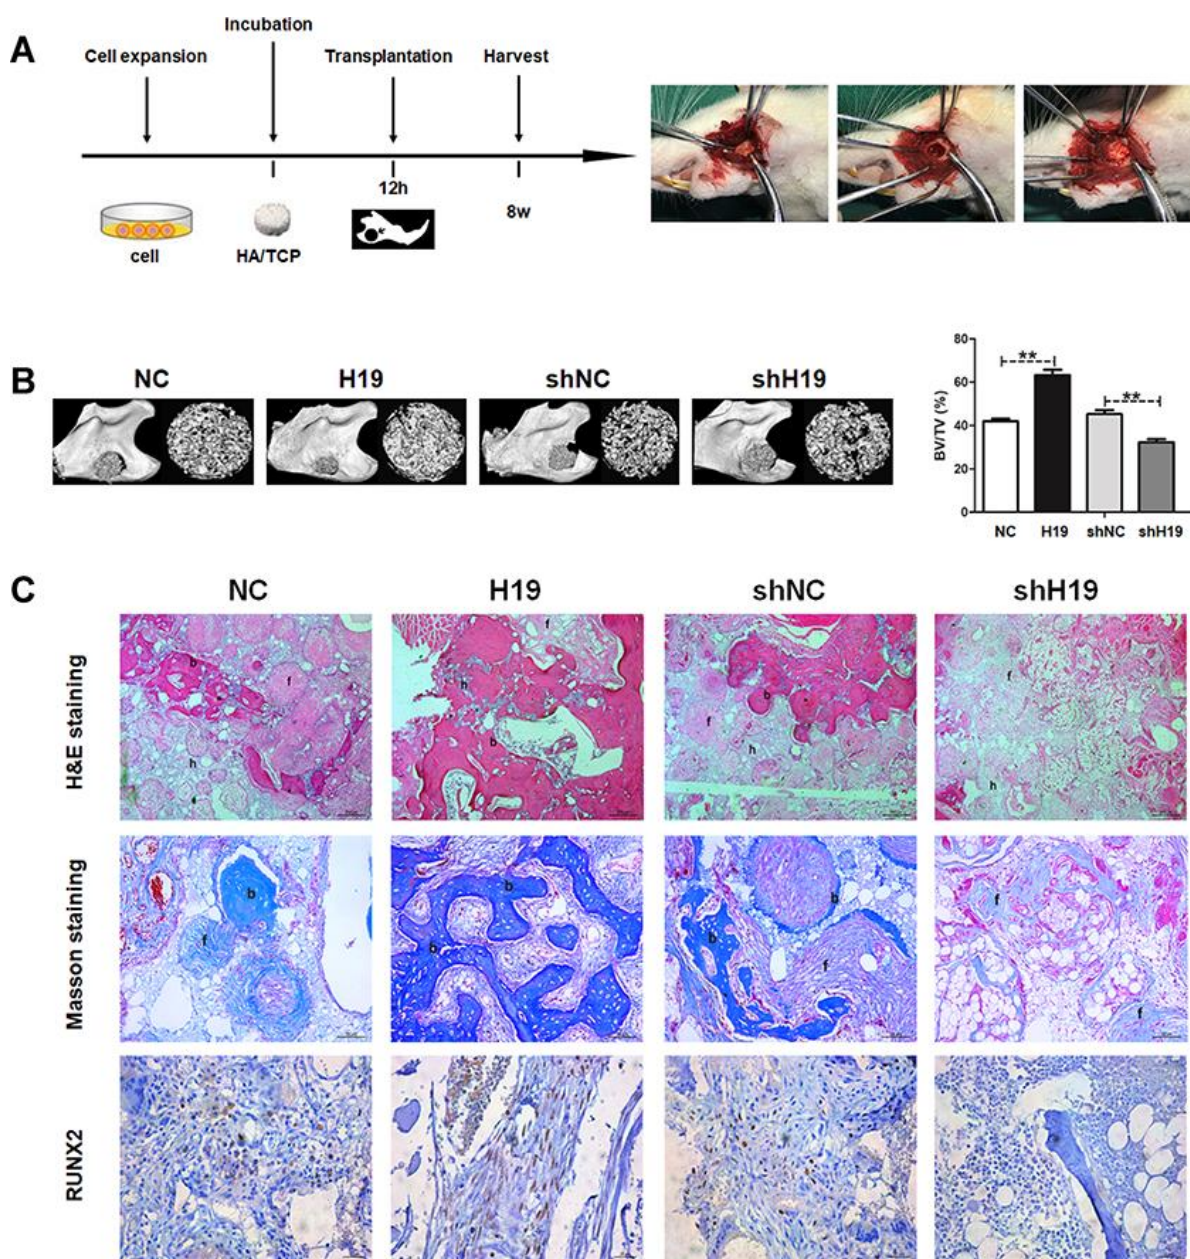 A
Incubation
Cell expansion
Transplantation
Harvest
12h
8w
cell
HA/TCP
B
NC
H19
shNC
shH19
BV/TV (%)
80
60
40
20
0
**
**
NC
H19
shNC
shH19
C
NC
H19
shNC
shH19
H&E staining
b
f
h
f
h
b
b
f
h
f
h
Masson staining
b
f
b
b
b
b
f
f
f
RUNX2